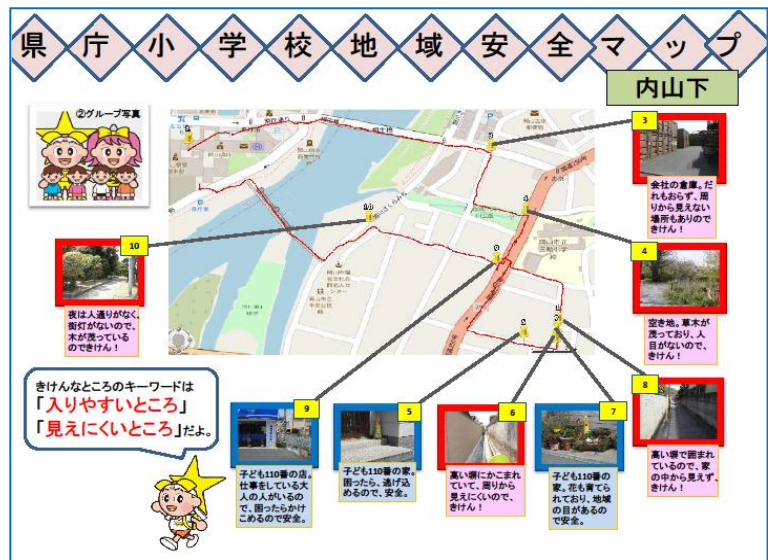 県庁小学校地域安全マップ
内山下
②グループ写真
3
会社の倉庫。だ
れもおらず、周
りから見えない
場所もありので
きけん!
10
夜は人通りがなく、
街灯がないので、
木が茂っている
のできけん!
4
空き地。草木が
茂っており、人
目がないので、
きけん!
きけんなところのキーワードは
「入りやすいところ」
「見えにくいところ」だよ。
9
子ども110番の店。
仕事をしている大
人の人がいるの
で、困ったらかけ
こめるので安全。
5
子ども110番の家。
困ったら、逃げ込
めるので、安全。
6
高い塀にかこまれ
ていて、周りから
見えにくいので、
きけん!
7
子ども110番の
家。花も育てら
れており、地域
の目があるの
で安全。
8
高い塀で囲まれ
ているので、家
の中から見えず、
きけん!